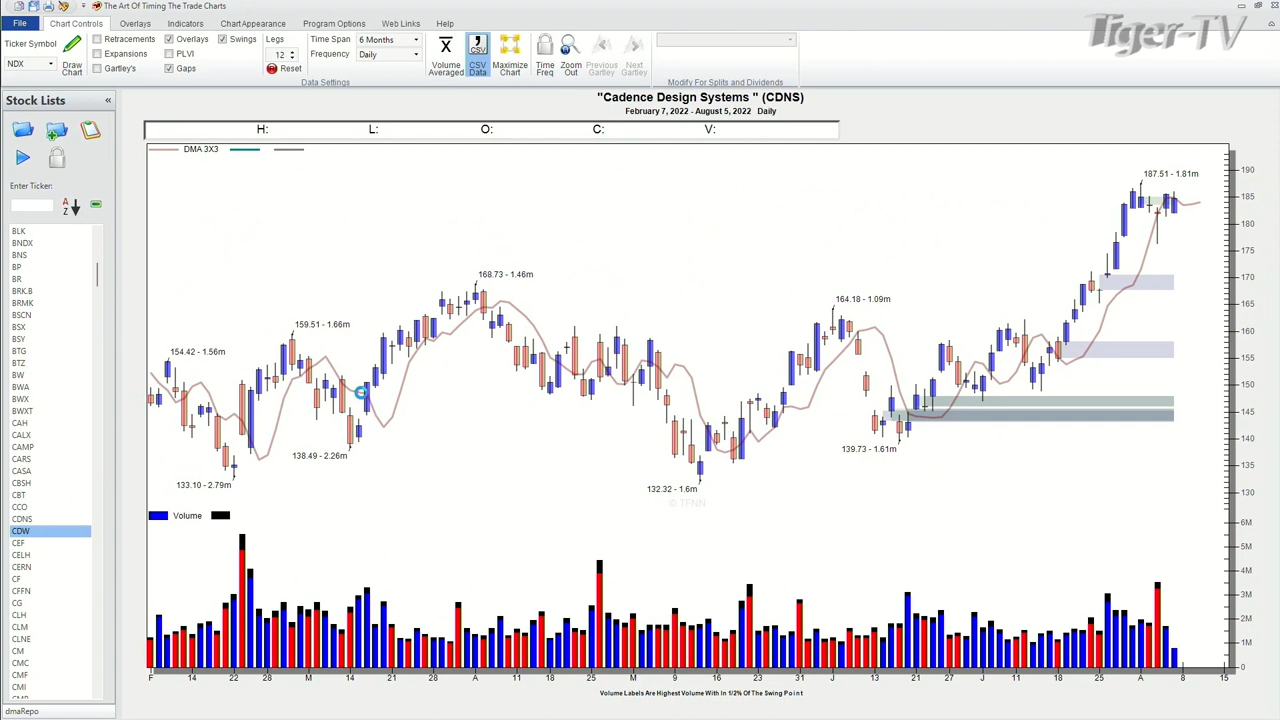 The Art Of Timing The Trade Charts
Tiger-TV
File
Chart Controls
Overlays
Indicators
Chart Appearance
Program Options
Web Links
Help
Ticker Symbol
NDX
Draw
Chart
Retracements
Expansions
Gartley's
Overlays
PLVI
Gaps
Swings
Legs
12
Reset
Time Span
6 Months
Frequency
Daily
Data Settings
Volume
Averaged
CSV
CSV
Data
Maximize
Chart
Time
Freq
Zoom
Out
Previous
Gartley
Next
Gartley
Modify For Splits and Dividends
Stock Lists
«
Enter Ticker:
A
Z
BLK
BNDX
BNS
BP
BR
BRK.B
BRMK
BSCN
BSX
BSY
BTG
BTZ
BW
BWA
BWX
BWXT
CAH
CALX
CAMP
CARS
CASA
CBSH
CBT
CCO
CDNS
CDW
CEF
CELH
CERN
CF
CFFN
CG
CLH
CLM
CLNE
CM
CMC
CMF
CMI
dmaRepo
"Cadence Design Systems " (CDNS)
February 7, 2022 - August 5, 2022 Daily
H: L: O: C: V:
DMA 3X3
187.51 - 1.81m
168.73 - 1.46m
164.18 - 1.09m
159.51 - 1.66m
154.42 - 1.56m
138.49 - 2.26m
139.73 - 1.61m
133.10 - 2.79m
132.32 - 1.6m
© TFNN
190
185
180
175
170
165
160
155
150
145
140
135
130
Volume
6M
5M
4M
3M
2M
1M
0
F 14 22 28 M 14 21 28 A 11 18 25 M 9 16 23 31 J 13 21 27 J 11 18 25 A 8 15
Volume Labels Are Highest Volume With In 1/2% Of The Swing Point